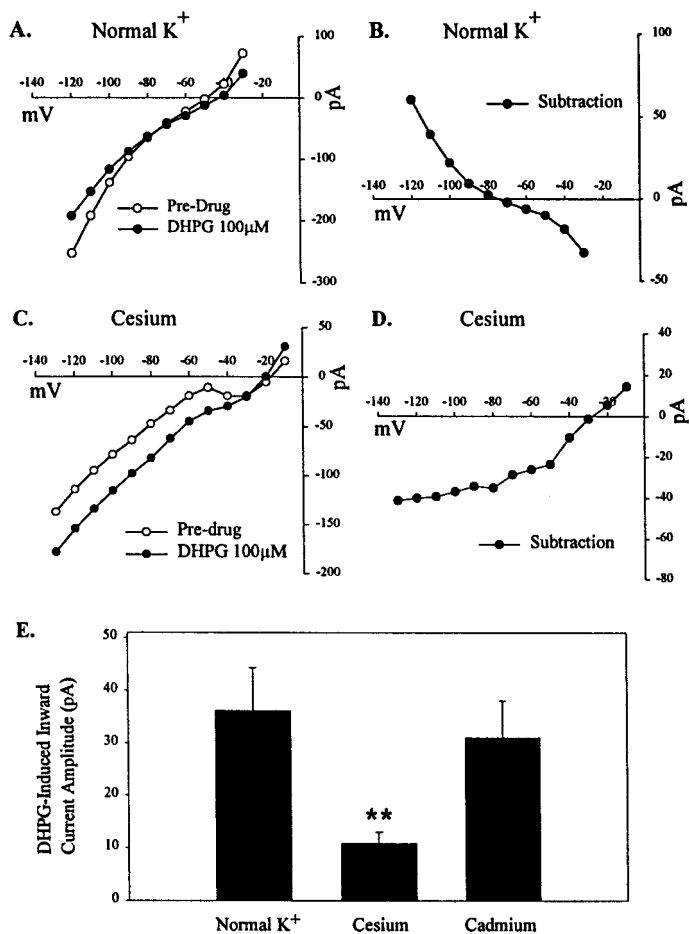 A. Normal K+
100
-140 -120 -100 -80 -60 -40 -20
0
mV pA
-100
-200
-300
Pre-Drug
DHPG 100µM
B. Normal K+
100
50
0
-50
-140 -120 -100 -80 -60 -40 -20
mV pA
Subtraction
C. Cesium
50
-140 -120 -100 -80 -60 -40 -20
0
mV pA
-50
-100
-150
-200
Pre-drug
DHPG 100µM
D. Cesium
40
20
-140 -120 -100 -80 -60 -40 -20
0
mV pA
-20
-40
-60
-80
Subtraction
E.
DHPG-Induced Inward
Current Amplitude (pA)
50
40
30
20
10
0
**
Normal K+ Cesium Cadmium